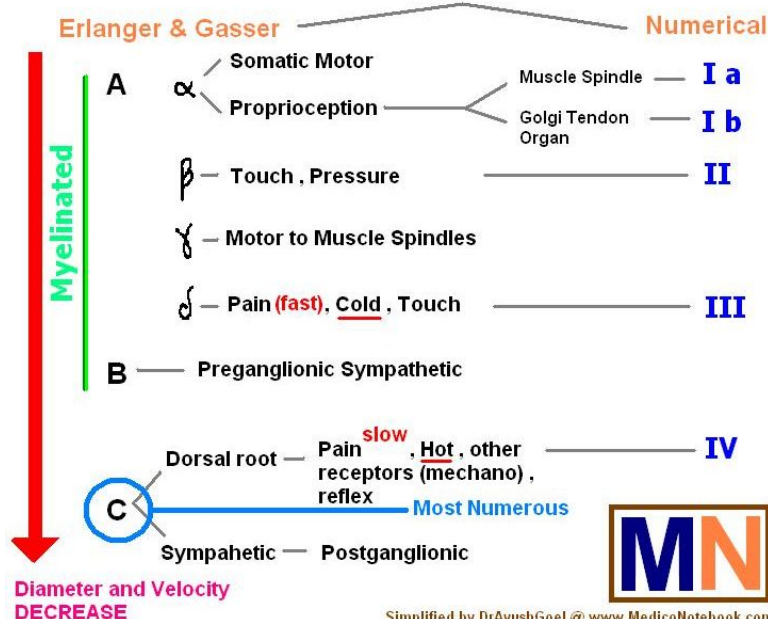 Erlanger & Gasser
Numerical
A
α
Somatic Motor
Proprioception
Muscle Spindle
I a
Golgi Tendon
Organ
I b
Myelinated
β
Touch , Pressure
II
γ
Motor to Muscle Spindles
δ
Pain (fast), Cold , Touch
III
B
Preganglionic Sympathetic
C
Dorsal root
Pain slow , Hot , other
receptors (mechano) ,
reflex
IV
Most Numerous
Sympahetic
Postganglionic
Diameter and Velocity
DECREASE
MN
Simplified by DrAyushGoel @ www.MedicoNotebook.com